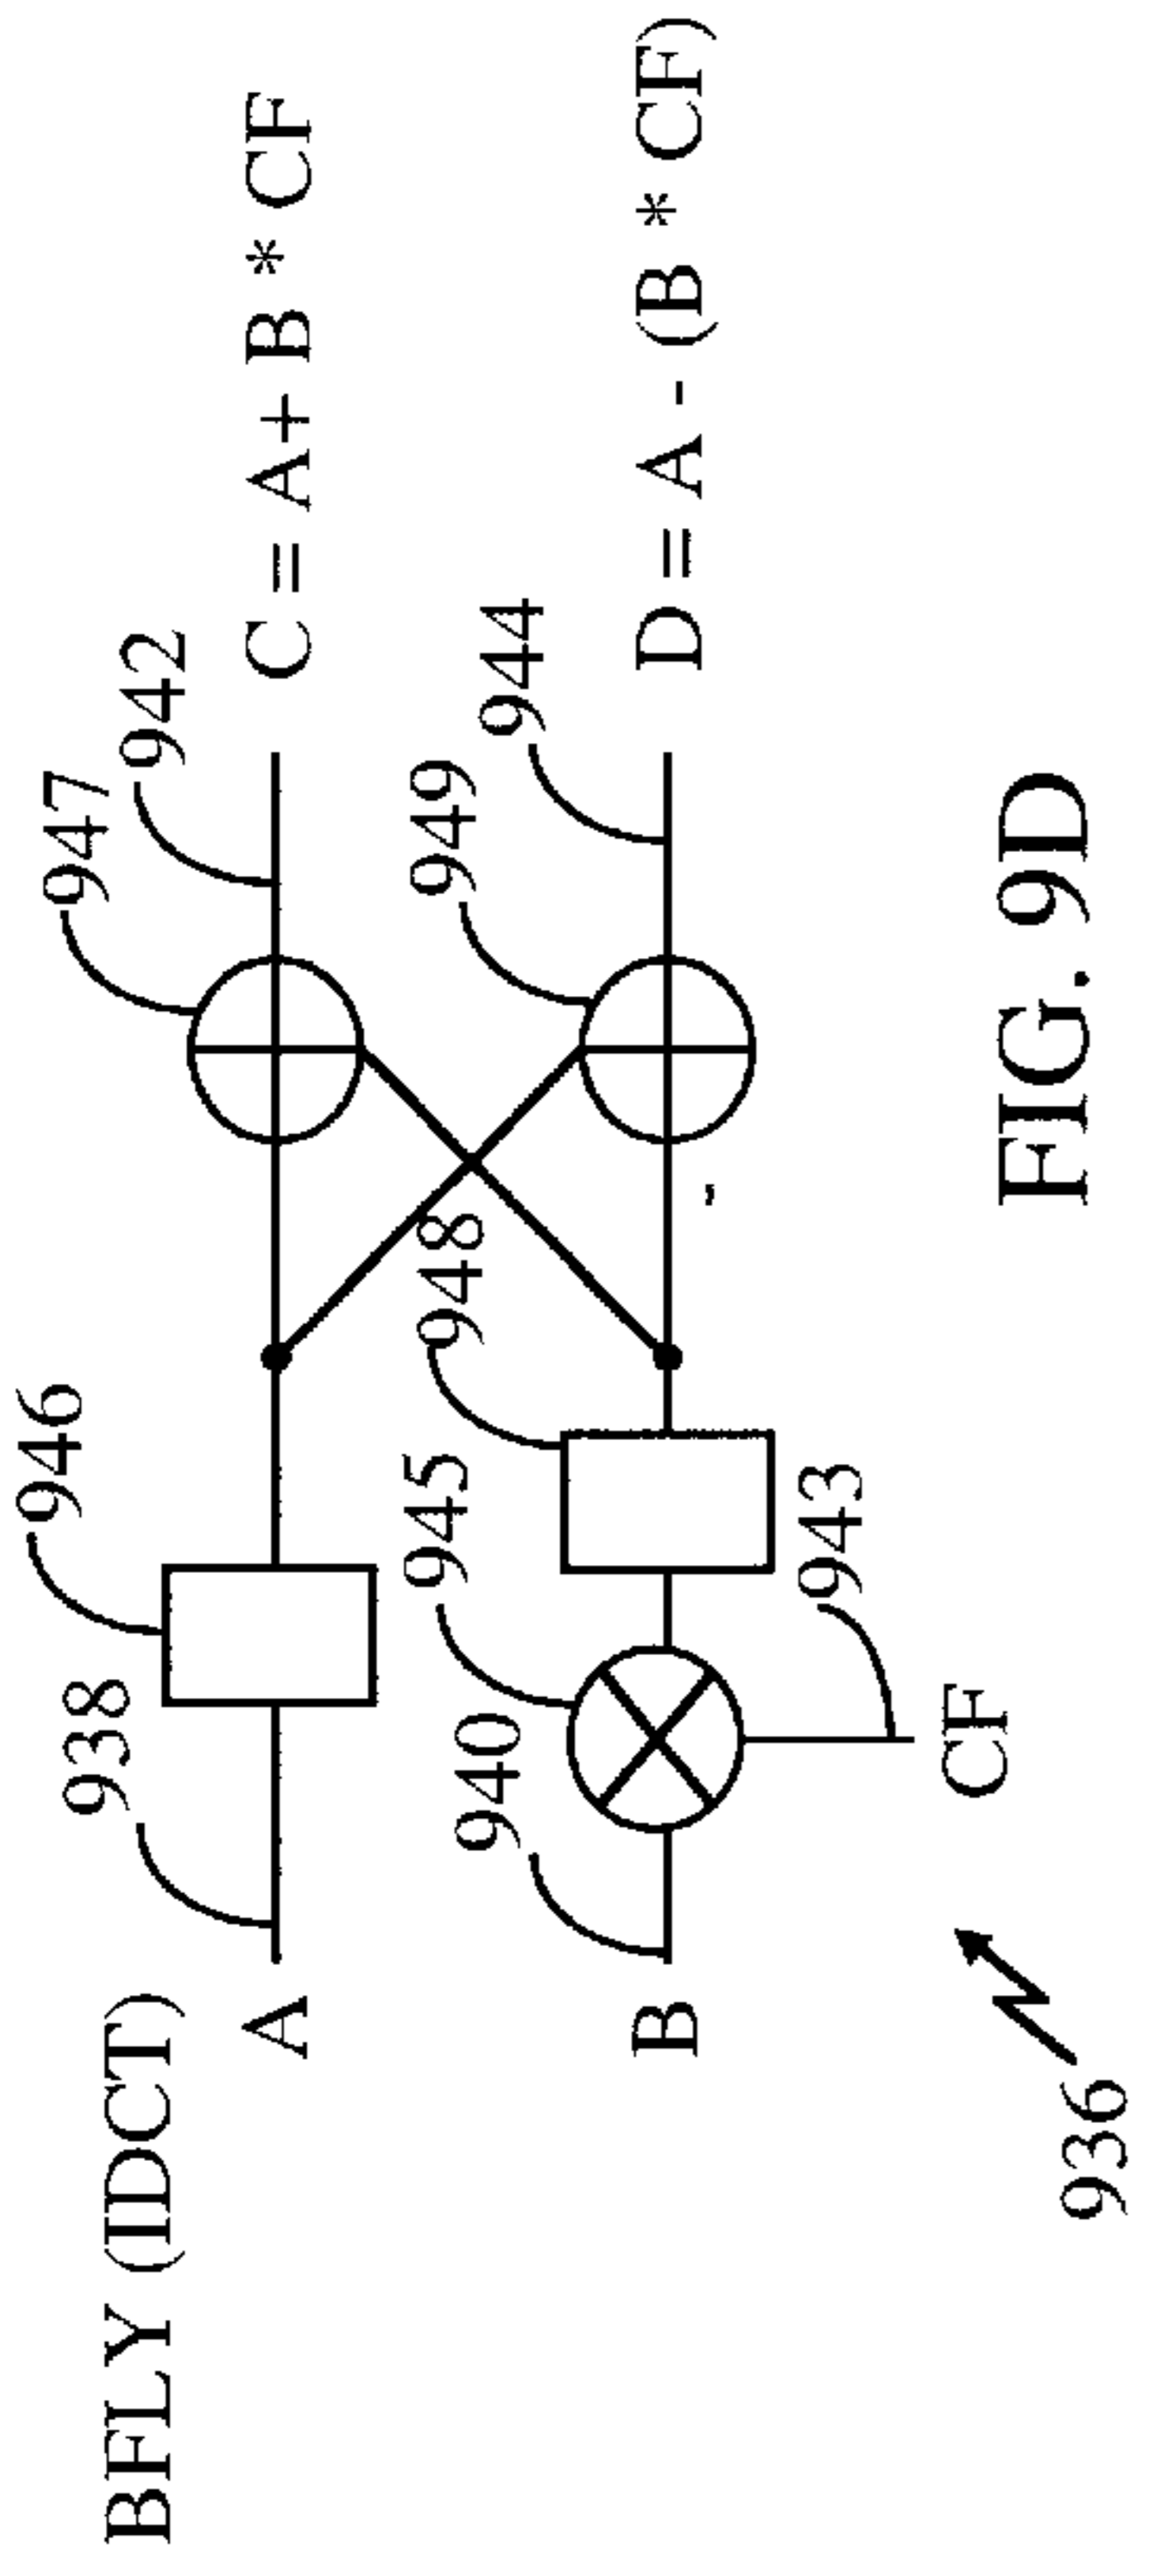 BFLY (IDCT)
946
947
938
942
A
C = A+ B * CF
948
949
945
944
940
B
D = A - (B * CF)
943
CF
936
FIG. 9D